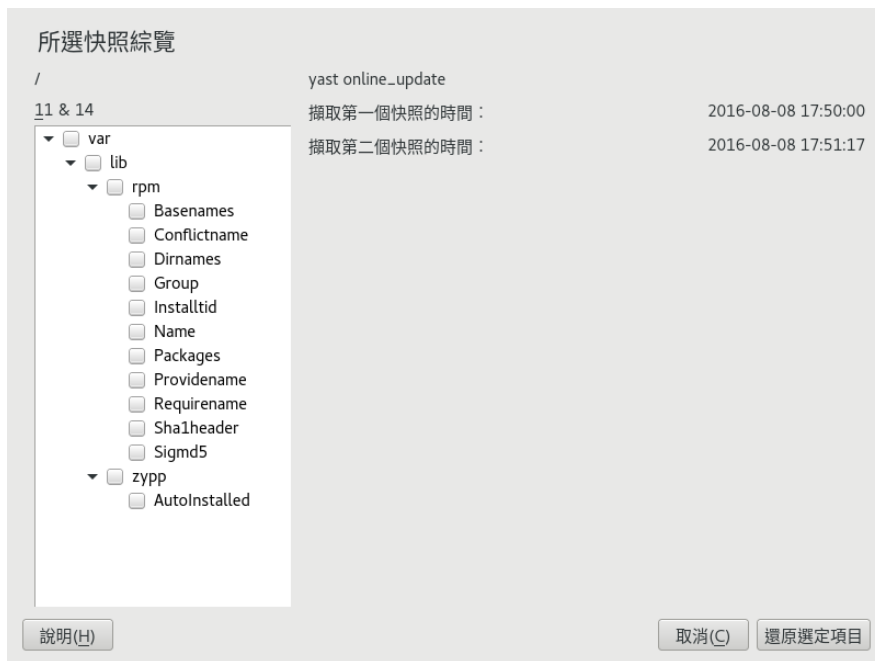 所選快照綜覽
/
yast online_update
11 & 14
擷取第一個快照的時間：
2016-08-08 17:50:00
擷取第二個快照的時間：
2016-08-08 17:51:17
var
lib
rpm
Basenames
Conflictname
Dirnames
Group
Installtid
Name
Packages
Providename
Requirename
Sha1header
Sigmd5
zypp
AutoInstalled
說明(H)
取消(C)
還原選定項目